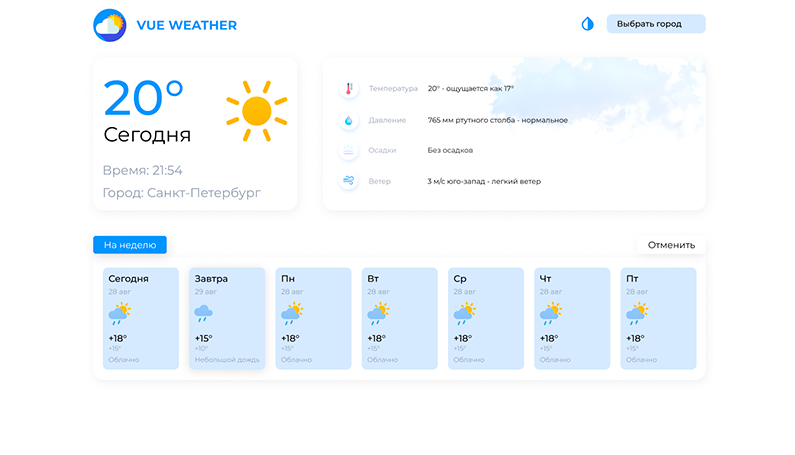 VUE WEATHER
Выбрать город
20°
Сегодня
Время: 21:54
Город: Санкт-Петербург
Температура 20° - ощущается как 17°
Давление 765 мм ртутного столба - нормальное
Осадки Без осадков
Ветер 3 м/с юго-запад - легкий ветер
На неделю Отменить
Сегодня Завтра Пн Вт Ср Чт Пт
28 авг 29 авг 28 авг 28 авг 28 авг 28 авг 28 авг
+18° +15° +18° +18° +18° +18° +18°
+15° +10° +15° +15° +15° +15° +15°
Облачно Небольшой дождь Облачно Облачно Облачно Облачно Облачно